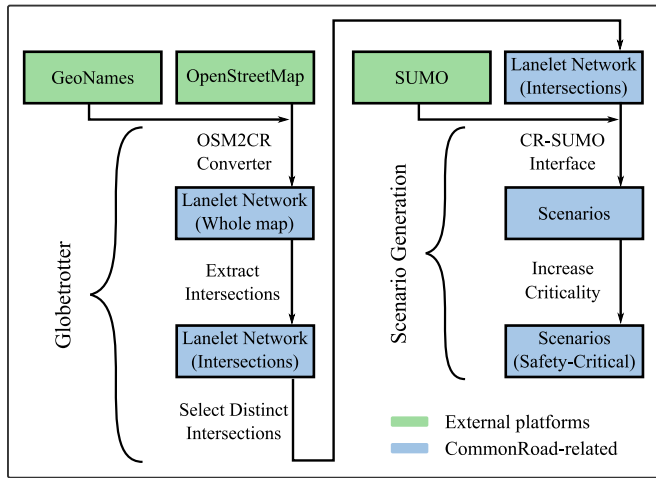 GeoNames
OpenStreetMap
OSM2CR
Converter
Lanelet Network
(Whole map)
Extract
Intersections
Lanelet Network
(Intersections)
Select Distinct
Intersections
Globetrotter
SUMO
Lanelet Network
(Intersections)
CR-SUMO
Interface
Scenarios
Increase
Criticality
Scenarios
(Safety-Critical)
Scenario Generation
External platforms
CommonRoad-related